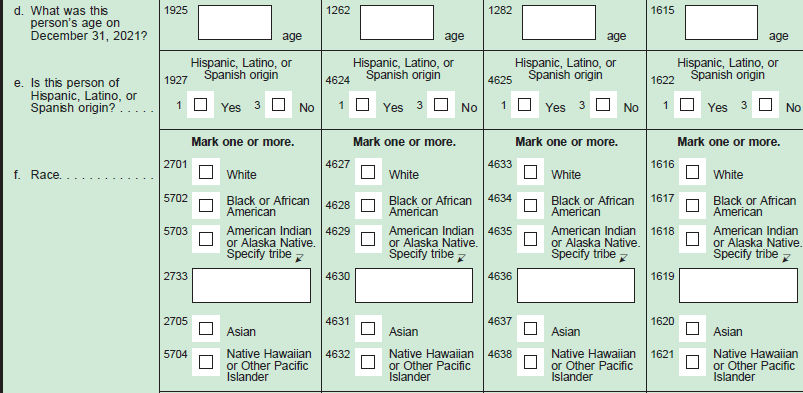 d. What was this 1925 1262 1282 1615
person's age on
December 31, 2021? age age age age
Hispanic, Latino, or Hispanic, Latino, or Hispanic, Latino, or Hispanic, Latino, or
1927 Spanish origin 4624 Spanish origin 4625 Spanish origin 1622 Spanish origin
e. Is this person of
Hispanic, Latino, or
Spanish origin? . . . . . 1 Yes 3 No 1 Yes 3 No 1 Yes 3 No 1 Yes 3 No
Mark one or more. Mark one or more. Mark one or more. Mark one or more.
2701 4627 4633 1616
f. Race. . . . . . . . . . . . . White White White White
5702 Black or African 4628 Black or African 4634 Black or African 1617 Black or African
American American American American
5703 American Indian 4629 American Indian 4635 American Indian 1618 American Indian
or Alaska Native. or Alaska Native. or Alaska Native. or Alaska Native.
Specify tribe Specify tribe Specify tribe Specify tribe
2733 4630 4636 1619
2705 4631 4637 1620
Asian Asian Asian Asian
5704 Native Hawaiian 4632 Native Hawaiian 4638 Native Hawaiian 1621 Native Hawaiian
or Other Pacific or Other Pacific or Other Pacific or Other Pacific
Islander Islander Islander Islander